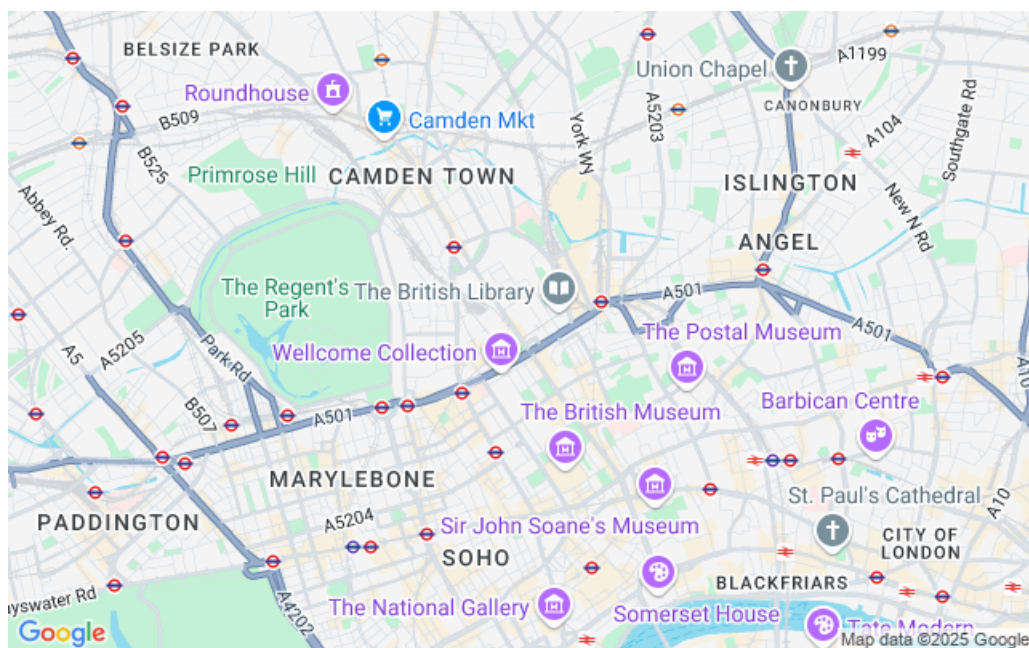 BELSIZE PARK
Union Chapel
A1199
Roundhouse
CANONBURY
B509
Camden Mkt
York Wy
A5203
A104
Southgate Rd
B525
Primrose Hill
CAMDEN TOWN
ISLINGTON
Abbey Rd.
New N Rd
ANGEL
The Regent's
Park
The British Library
A501
A501
The Postal Museum
A5205
Park Rd
Wellcome Collection
A5
A10
B507
A501
The British Museum
Barbican Centre
MARYLEBONE
St. Paul's Cathedral
A10
PADDINGTON
A5204
Sir John Soane's Museum
CITY OF
LONDON
SOHO
BLACKFRIARS
ayswater Rd
A4202
The National Gallery
Somerset House
Tate Modern
Google
Map data ©2025 Google